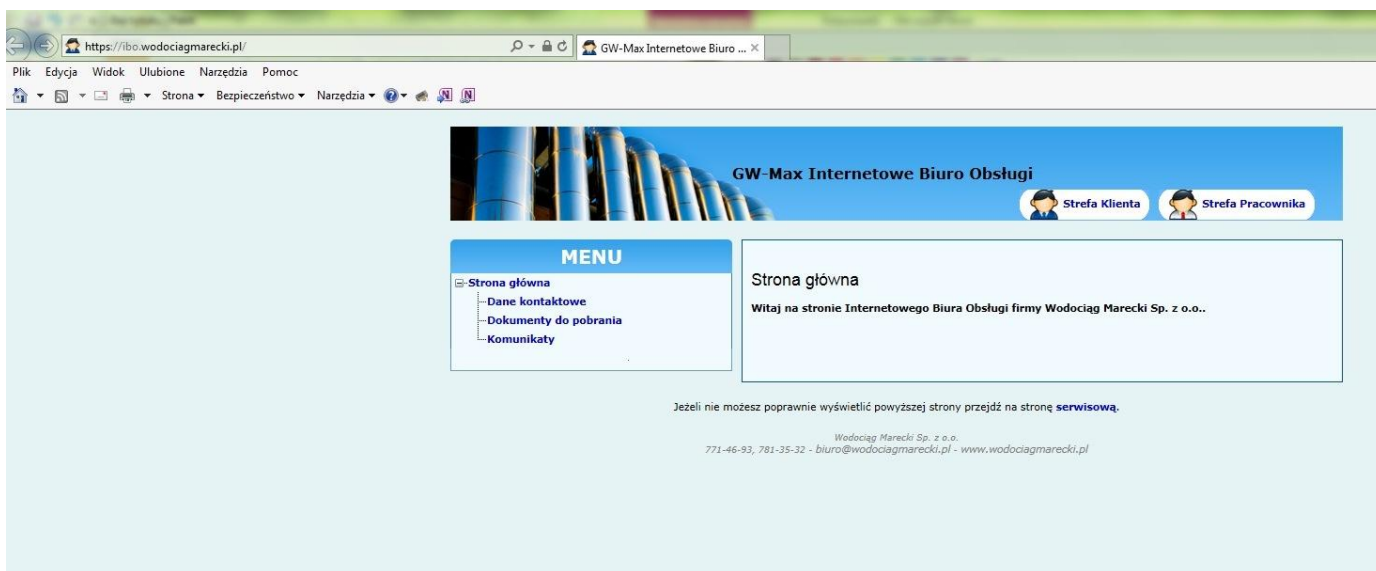 https://ibo.wodociagmarecki.pl/
GW-Max Internetowe Biuro ...
Plik Edycja Widok Ulubione Narzędzia Pomoc
Strona Bezpieczeństwo Narzędzia
GW-Max Internetowe Biuro Obsługi
Strefa Klienta Strefa Pracownika
MENU
Strona główna
Dane kontaktowe
Dokumenty do pobrania
Komunikaty
Strona główna
Witaj na stronie Internetowego Biura Obsługi firmy Wodociąg Marecki Sp. z o.o..
Jeżeli nie możesz poprawnie wyświetlić powyższej strony przejdź na stronę serwisową.
Wodociąg Marecki Sp. z o.o.
771-46-93, 781-35-32 - biuro@wodociagmarecki.pl - www.wodociagmarecki.pl